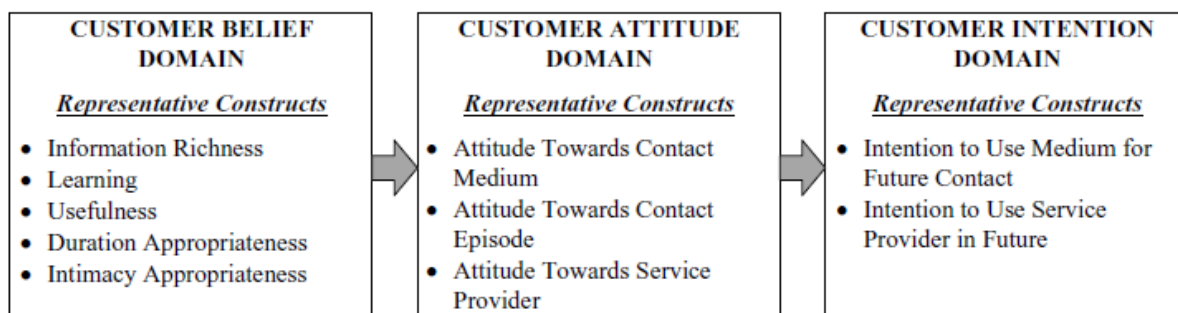 CUSTOMER BELIEF
DOMAIN
Representative Constructs
• Information Richness
• Learning
• Usefulness
• Duration Appropriateness
• Intimacy Appropriateness
CUSTOMER ATTITUDE
DOMAIN
Representative Constructs
• Attitude Towards Contact
Medium
• Attitude Towards Contact
Episode
• Attitude Towards Service
Provider
CUSTOMER INTENTION
DOMAIN
Representative Constructs
• Intention to Use Medium for
Future Contact
• Intention to Use Service
Provider in Future